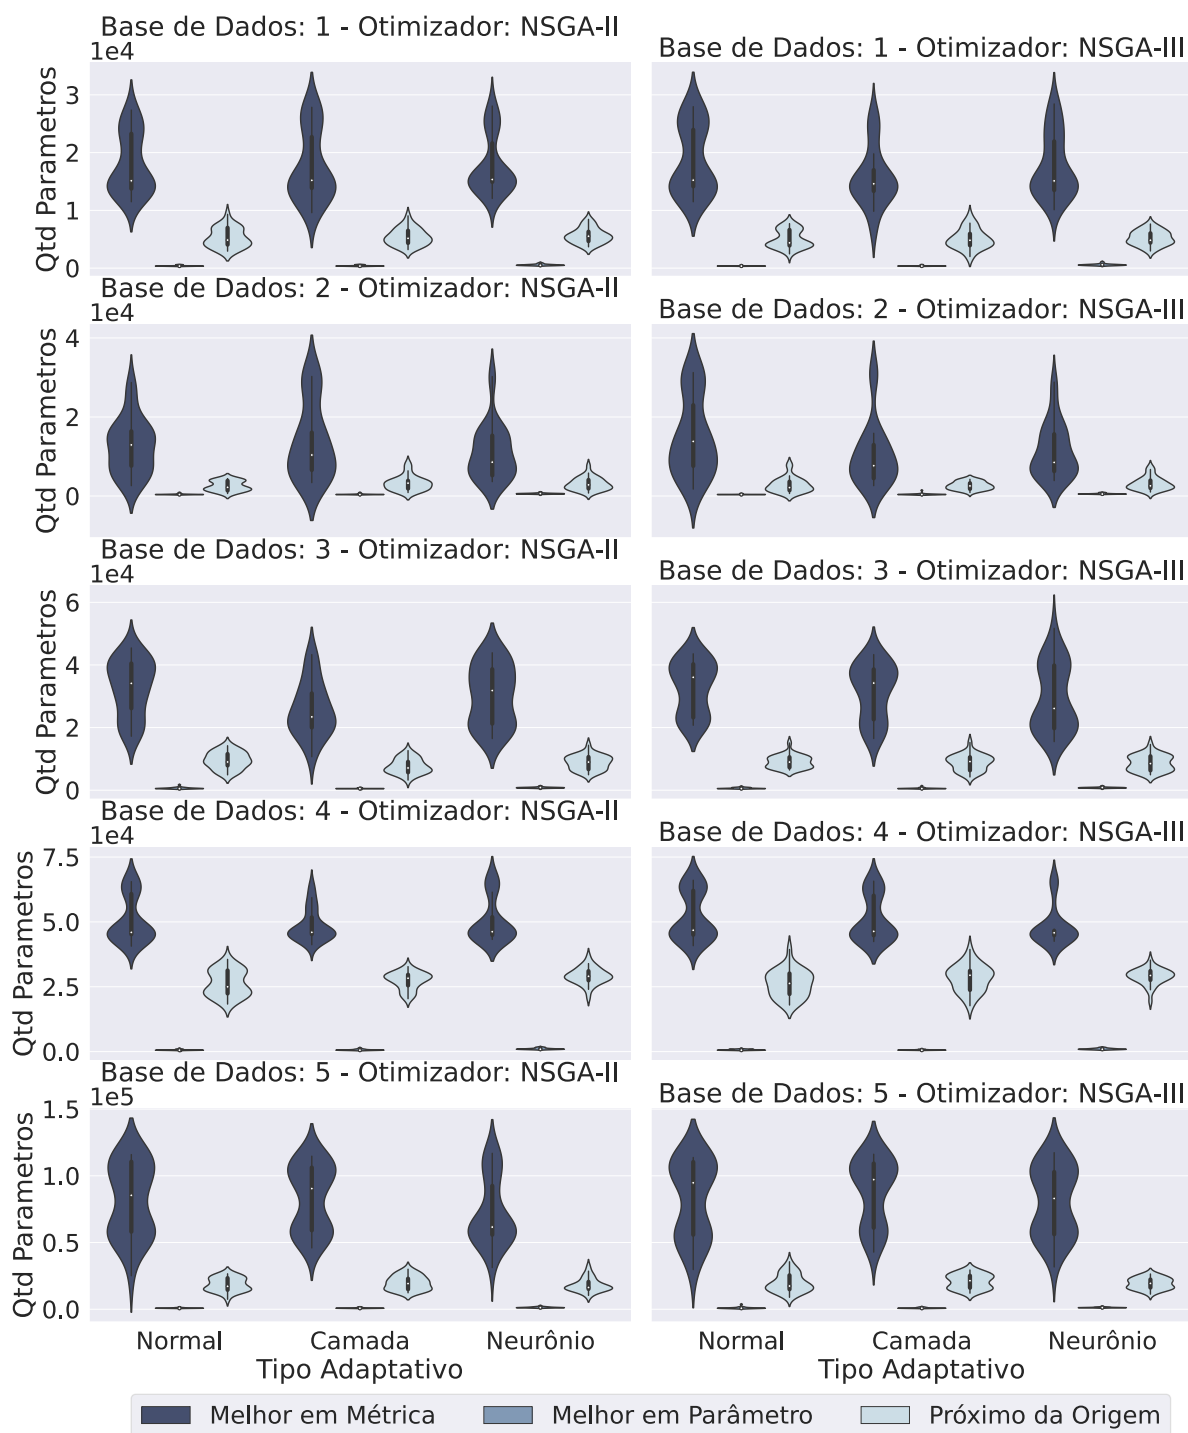 Base de Dados: 1 - Otimizador: NSGA-II
Base de Dados: 1 - Otimizador: NSGA-III
1e4
Qtd Parametros
3
2
1
0
Base de Dados: 2 - Otimizador: NSGA-II
Base de Dados: 2 - Otimizador: NSGA-III
1e4
Qtd Parametros
4
2
0
Base de Dados: 3 - Otimizador: NSGA-II
Base de Dados: 3 - Otimizador: NSGA-III
1e4
Qtd Parametros
6
4
2
0
Base de Dados: 4 - Otimizador: NSGA-II
Base de Dados: 4 - Otimizador: NSGA-III
1e4
Qtd Parametros
7.5
5.0
2.5
0.0
Base de Dados: 5 - Otimizador: NSGA-II
Base de Dados: 5 - Otimizador: NSGA-III
1e5
Qtd Parametros
1.5
1.0
0.5
0.0
Normal Camada Neurônio
Normal Camada Neurônio
Tipo Adaptativo
Tipo Adaptativo
Melhor em Métrica Melhor em Parâmetro Próximo da Origem